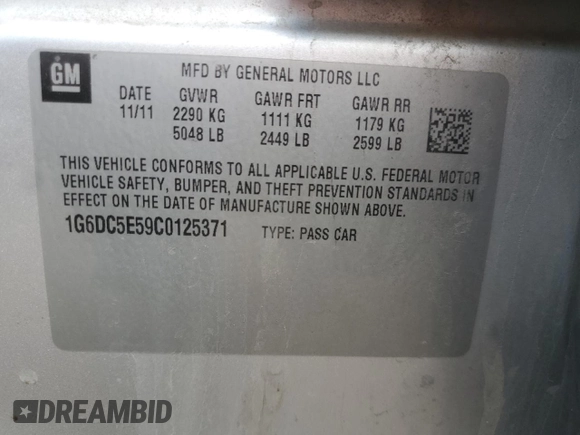 GM
MFD BY GENERAL MOTORS LLC
DATE GVWR GAWR FRT GAWR RR
11/11 2290 KG 1111 KG 1179 KG
5048 LB 2449 LB 2599 LB
THIS VEHICLE CONFORMS TO ALL APPLICABLE U.S. FEDERAL MOTOR
VEHICLE SAFETY, BUMPER, AND THEFT PREVENTION STANDARDS IN
EFFECT ON THE DATE OF MANUFACTURE SHOWN ABOVE.
1G6DC5E59C0125371 TYPE: PASS CAR
DREAMBID